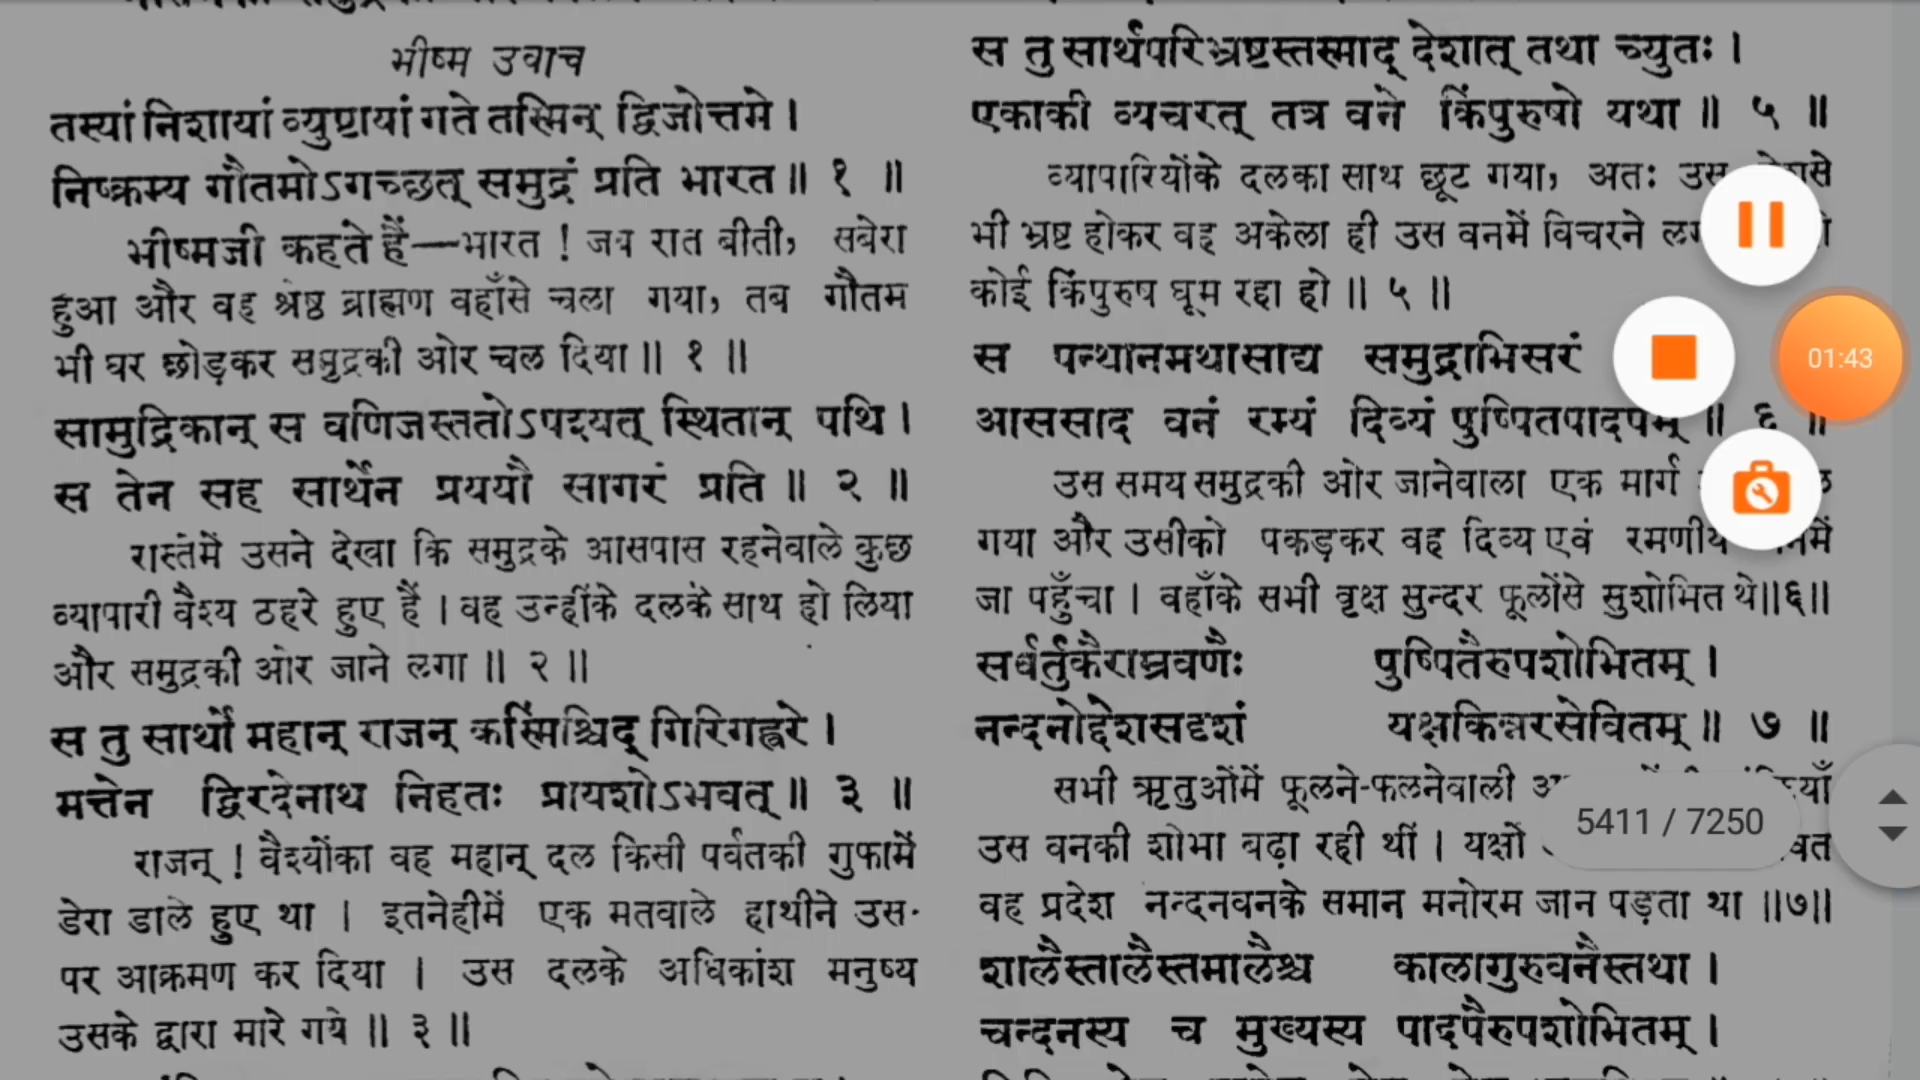 भीष्म उवाच
तस्यां निशायां व्युष्टायां गते तस्मिन् द्विजोत्तमे ।
निष्क्रम्य गौतमोऽगच्छत् समुद्रं प्रति भारत ॥ १ ॥
भीष्मजी कहते हैं—भारत ! जब रात बीती, सबेरा
हुआ और वह श्रेष्ठ ब्राह्मण वहाँसे चला गया, तब गौतम
भी घर छोड़कर समुद्रकी ओर चल दिया ॥ १ ॥
सामुद्रिकान् स वणिजस्ततोऽपश्यत् स्थितान् पथि ।
स तेन सह सार्थेन प्रययौ सागरं प्रति ॥ २ ॥
रास्तेमें उसने देखा कि समुद्रके आसपास रहनेवाले कुछ
व्यापारी वैश्य ठहरे हुए हैं । वह उन्हींके दलके साथ हो लिया
और समुद्रकी ओर जाने लगा ॥ २ ॥
स तु सार्थो महान् राजन् कस्मिंश्चिद् गिरिगह्वरे ।
मत्तेन द्विरदेनाथ निहतः प्रायशोऽभवत् ॥ ३ ॥
राजन् ! वैश्योंका वह महान् दल किसी पर्वतकी गुफामें
डेरा डाले हुए था । इतनेहीमें एक मतवाले हाथीने उस-
पर आक्रमण कर दिया । उस दलके अधिकांश मनुष्य
उसके द्वारा मारे गये ॥ ३ ॥
स तु सार्थपरिभ्रष्टस्तस्माद् देशात् तथा च्युतः ।
एकाकी व्यचरत् तत्र वने किंपुरुषो यथा ॥ ५ ॥
व्यापारियोंके दलका साथ छूट गया, अतः उस
भी भ्रष्ट होकर वह अकेला ही उस वनमें विचरने
कोई किंपुरुष घूम रहा हो ॥ ५ ॥
स पन्थानमथासाद्य समुद्राभिसरं
आससाद वनं रम्यं दिव्यं पुष्पितपादपम् ॥ ६ ॥
उस समय समुद्रकी ओर जानेवाला एक मार्ग
गया और उसीको पकड़कर वह दिव्य एवं रमणीय
जा पहुँचा । वहाँके सभी वृक्ष सुन्दर फूलोंसे सुशोभित थे॥६॥
सर्वर्तुकैराम्रवणैः पुष्पितैरुपशोभितम् ।
नन्दनोद्देशसदृशं यक्षकिन्नरसेवितम् ॥ ७ ॥
सभी ऋतुओंमें फूलने-फलनेवाली
उस वनकी शोभा बढ़ा रही थीं । यक्षों
वह प्रदेश नन्दनवनके समान मनोरम जान पड़ता था ॥७॥
शालैस्तालैस्तमालैश्च कालागुरुवनैस्तथा ।
चन्दनस्य च मुख्यस्य पादपैरुपशोभितम् ।
01:43
5411 / 7250